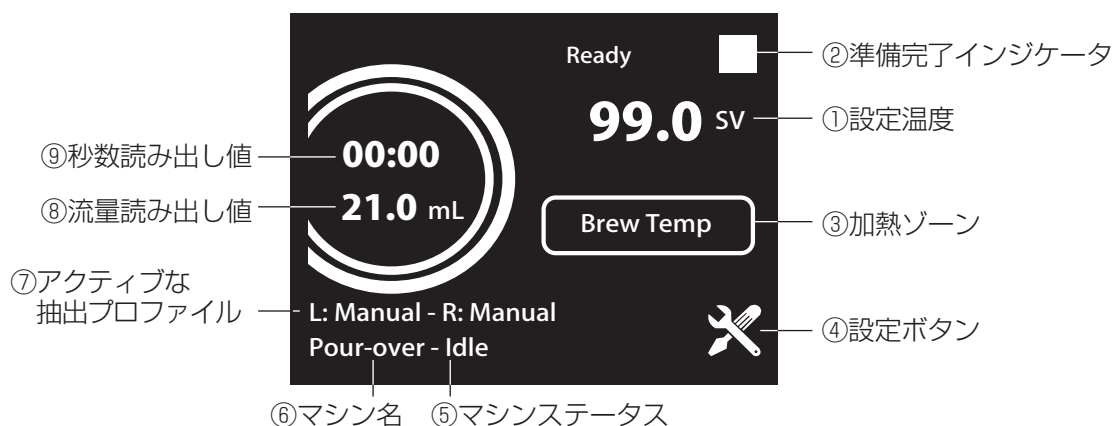 Ready
②準備完了インジケータ
99.0 SV
①設定温度
⑨秒数読み出し値
00:00
⑧流量読み出し値
21.0 mL
Brew Temp
③加熱ゾーン
⑦アクティブな
抽出プロファイル
L: Manual - R: Manual
④設定ボタン
Pour-over - Idle
⑥マシン名
⑤マシンステータス